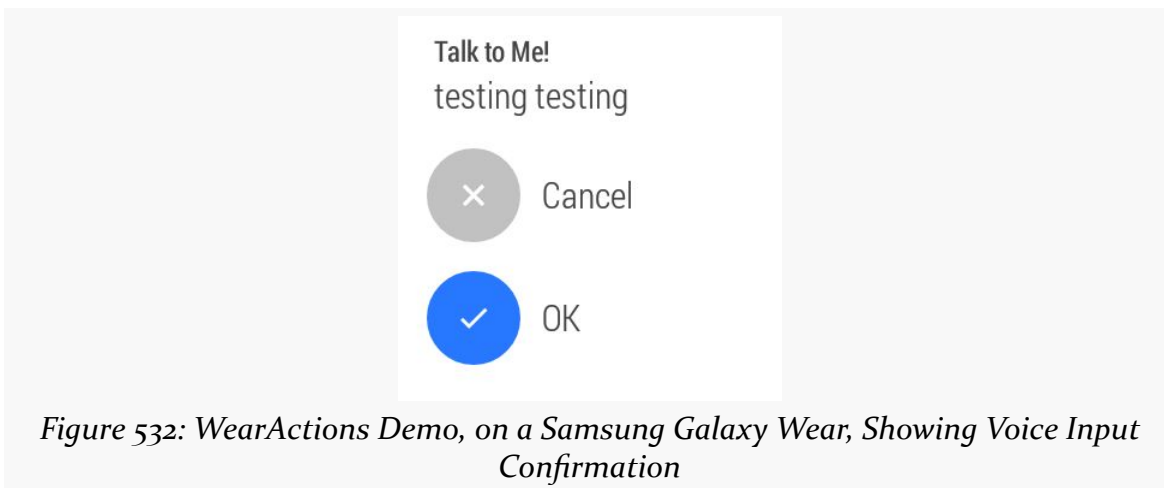 Talk to Me!
testing testing
Cancel
OK
Figure 532: WearActions Demo, on a Samsung Galaxy Wear, Showing Voice Input
Confirmation